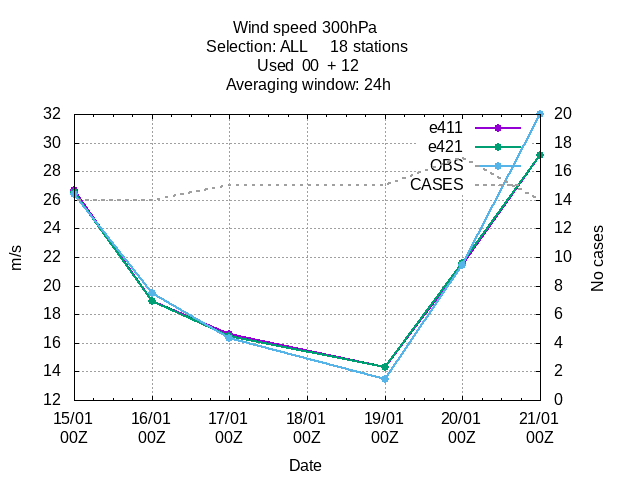 Wind speed 300hPa
Selection: ALL     18 stations
Used  00  + 12
Averaging window: 24h
m/s
32
30
28
26
24
22
20
18
16
14
12
e411
e421
OBS
CASES
20
18
16
14
12
10
8
6
4
2
0
No cases
15/01 16/01 17/01 18/01 19/01 20/01 21/01
00Z 00Z 00Z 00Z 00Z 00Z 00Z
Date